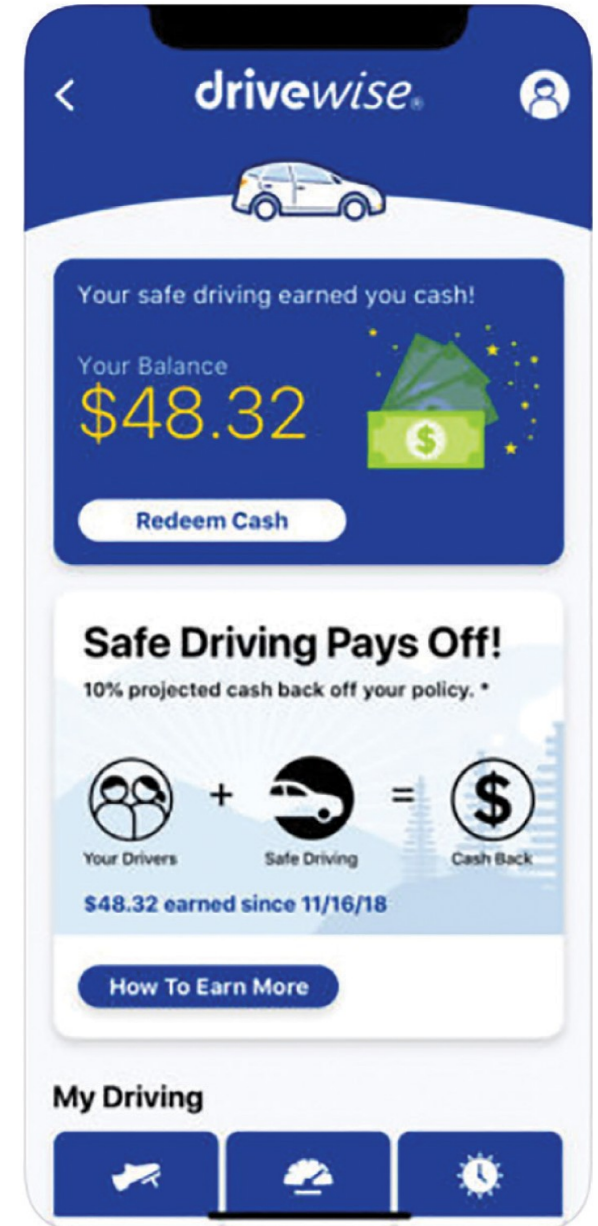 drivewise®
Your safe driving earned you cash!
Your Balance
$48.32
$
Redeem Cash
Safe Driving Pays Off!
10% projected cash back off your policy. *
+ = $
Your Drivers Safe Driving Cash Back
$48.32 earned since 11/16/18
How To Earn More
My Driving